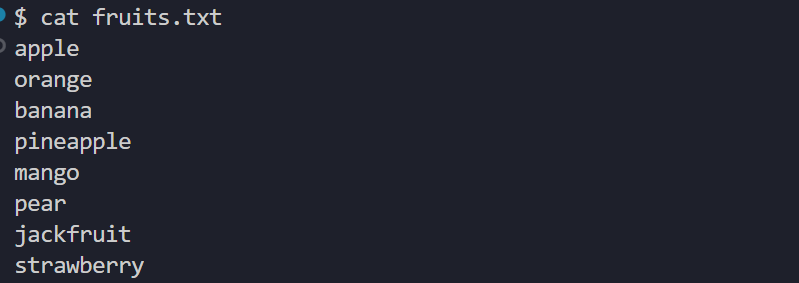 $ cat fruits.txt
apple
orange
banana
pineapple
mango
pear
jackfruit
strawberry